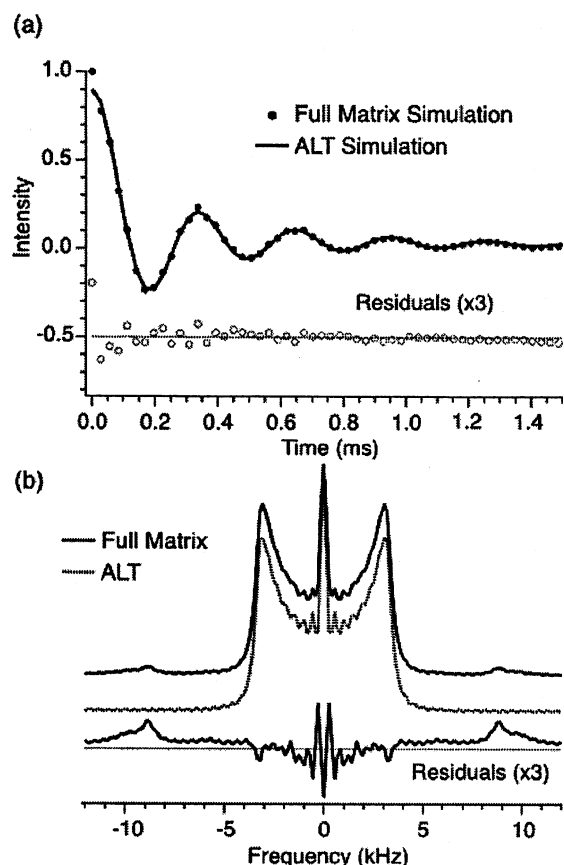 (a)
1.0
0.5
0.0
-0.5
Intensity
Full Matrix Simulation
ALT Simulation
Residuals (x3)
0.0 0.2 0.4 0.6 0.8 1.0 1.2 1.4
Time (ms)
(b)
Full Matrix
ALT
Residuals (x3)
-10 -5 0 5 10
Frequency (kHz)